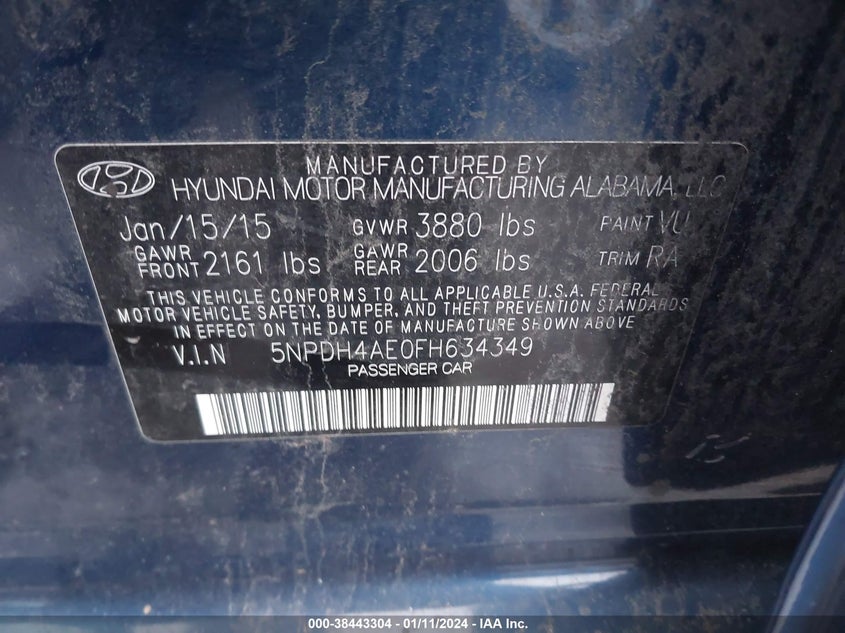 MANUFACTURED BY
HYUNDAI MOTOR MANUFACTURING ALABAMA, LLC
Jan/15/15 GVWR 3880 lbs PAINT VU
GAWR FRONT 2161 lbs GAWR REAR 2006 lbs TRIM RA
THIS VEHICLE CONFORMS TO ALL APPLICABLE U.S.A. FEDERAL
MOTOR VEHICLE SAFETY, BUMPER, AND THEFT PREVENTION STANDARDS
IN EFFECT ON THE DATE OF MANUFACTURE SHOWN ABOVE
V.I.N 5NPDH4AE0FH634349
PASSENGER CAR
000-38443304 - 01/11/2024 - IAA Inc.